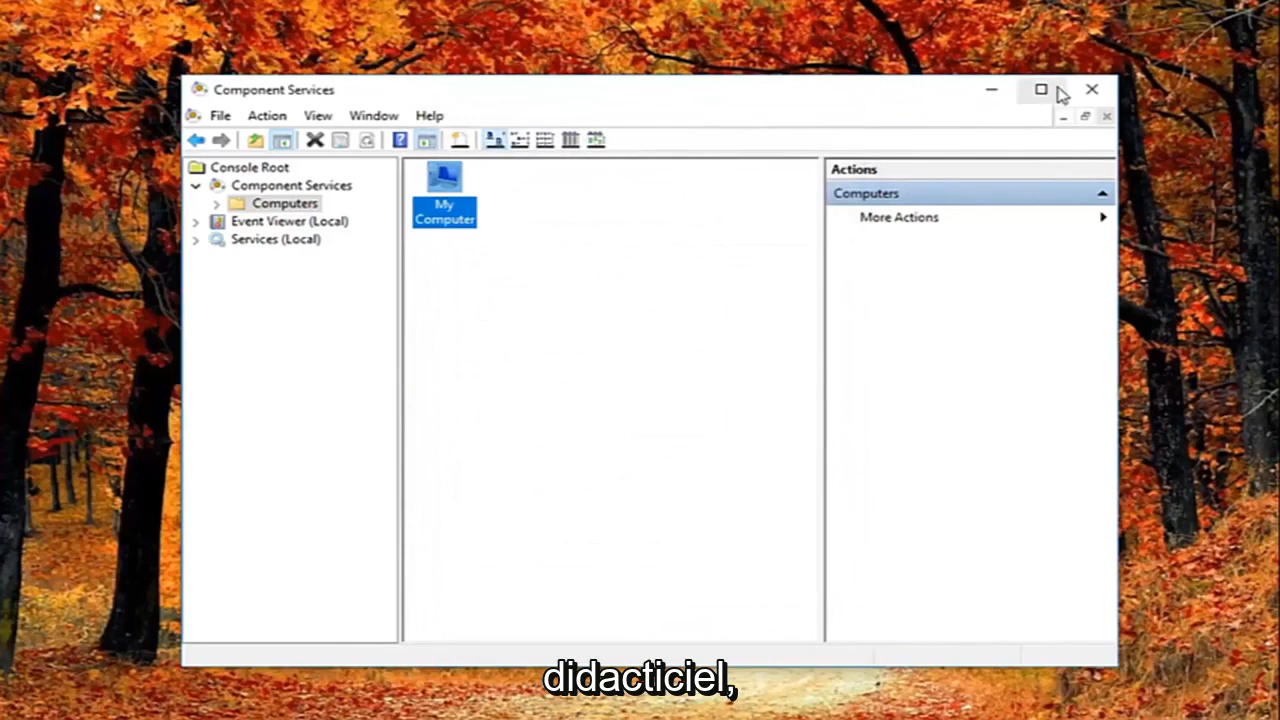 Component Services
File Action View Window Help
Console Root
Component Services
Computers
Event Viewer (Local)
Services (Local)
My
Computer
Actions
Computers
More Actions
didacticiel,